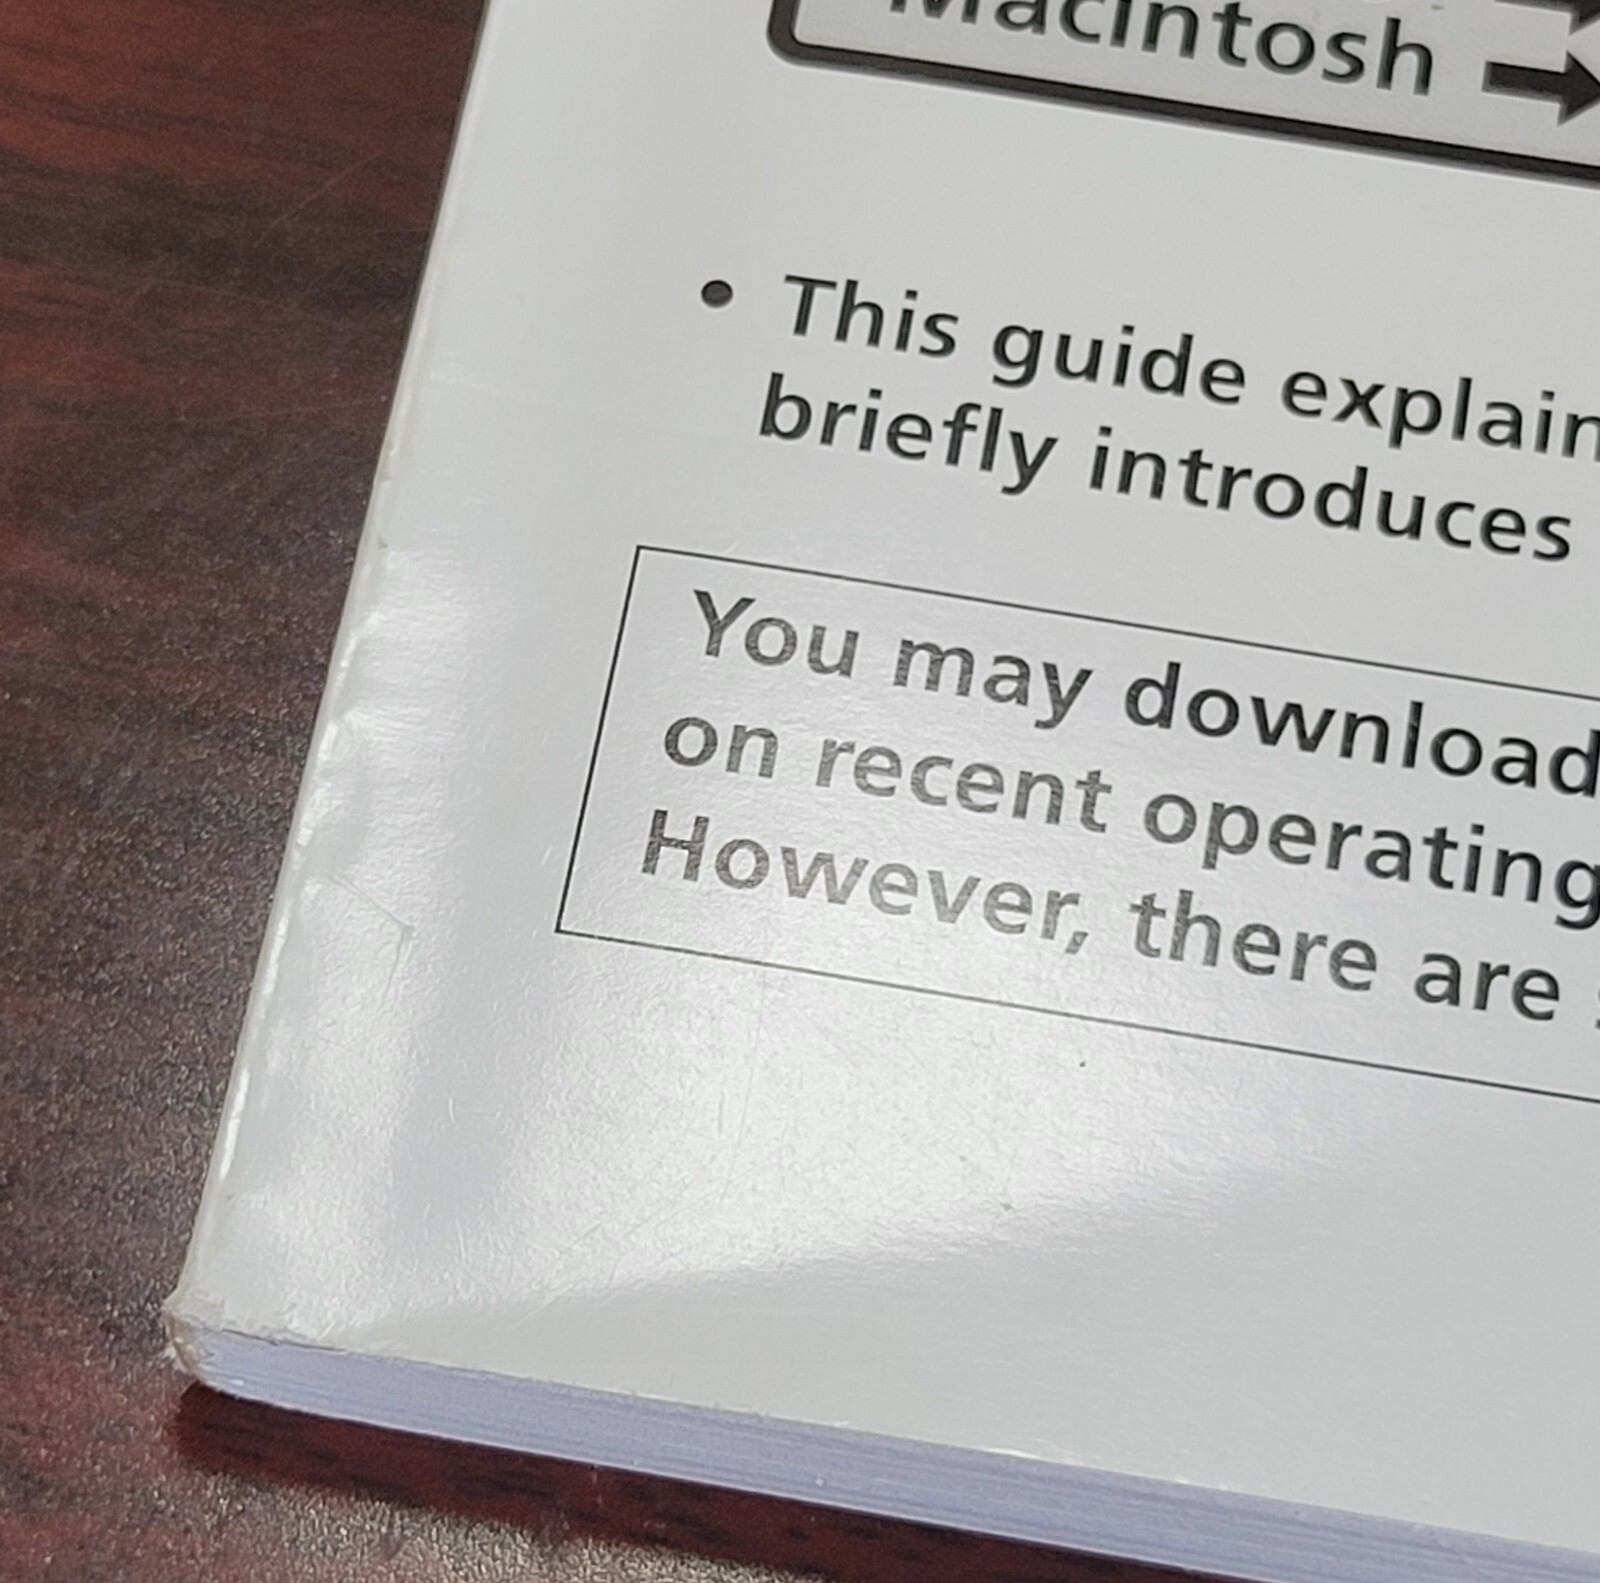 Macintosh →
• This guide explain
briefly introduces
You may download
on recent operating
However, there are